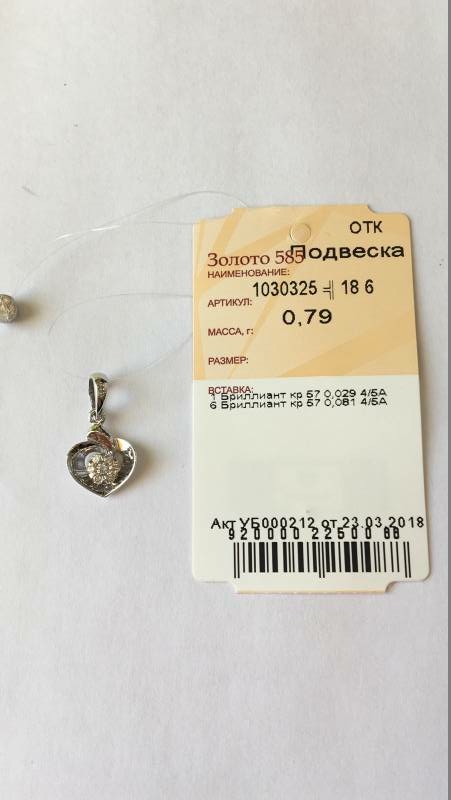 ОТК
Золото 585 Подвеска
НАИМЕНОВАНИЕ:
1030325 18 6
АРТИКУЛ:
0,79
МАССА, г:
РАЗМЕР:
ВСТАВКА:
1 Бриллиант кр 57 0,029 4/5А
6 Бриллиант кр 57 0,081 4/5А
Акт УБ000212 от 23.03.2018
920000 22500